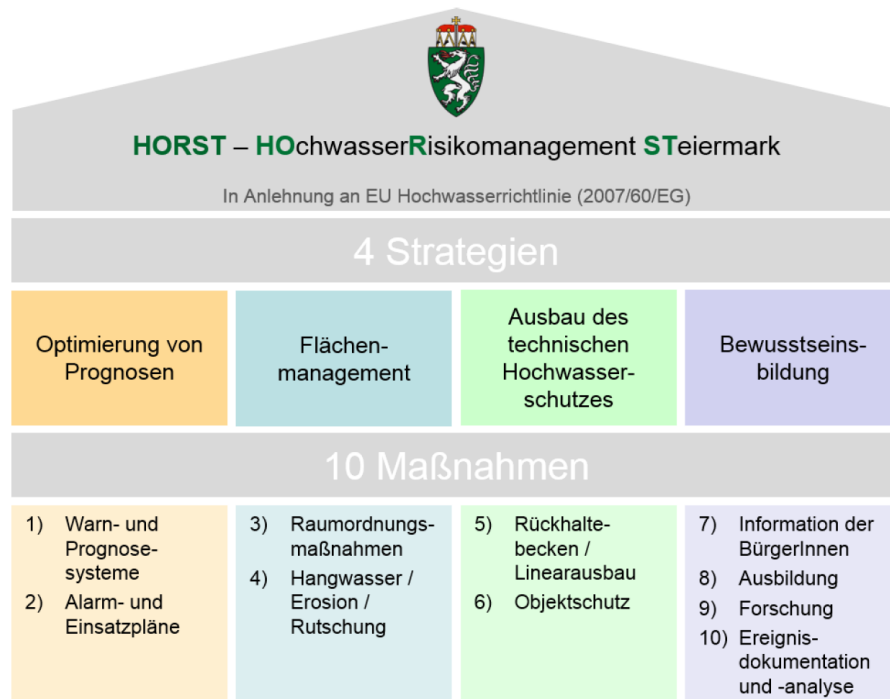 HORST – HOchwasserRisikomanagement STeiermark
In Anlehnung an EU Hochwasserrichtlinie (2007/60/EG)
4 Strategien
Optimierung von
Prognosen
Flächen-
management
Ausbau des
technischen
Hochwasser-
schutzes
Bewusstseins-
bildung
10 Maßnahmen
1) Warn- und
Prognose-
systeme
2) Alarm- und
Einsatzpläne
3) Raumordnungs-
maßnahmen
4) Hangwasser /
Erosion /
Rutschung
5) Rückhalte-
becken /
Linearausbau
6) Objektschutz
7) Information der
BürgerInnen
8) Ausbildung
9) Forschung
10) Ereignis-
dokumentation
und -analyse